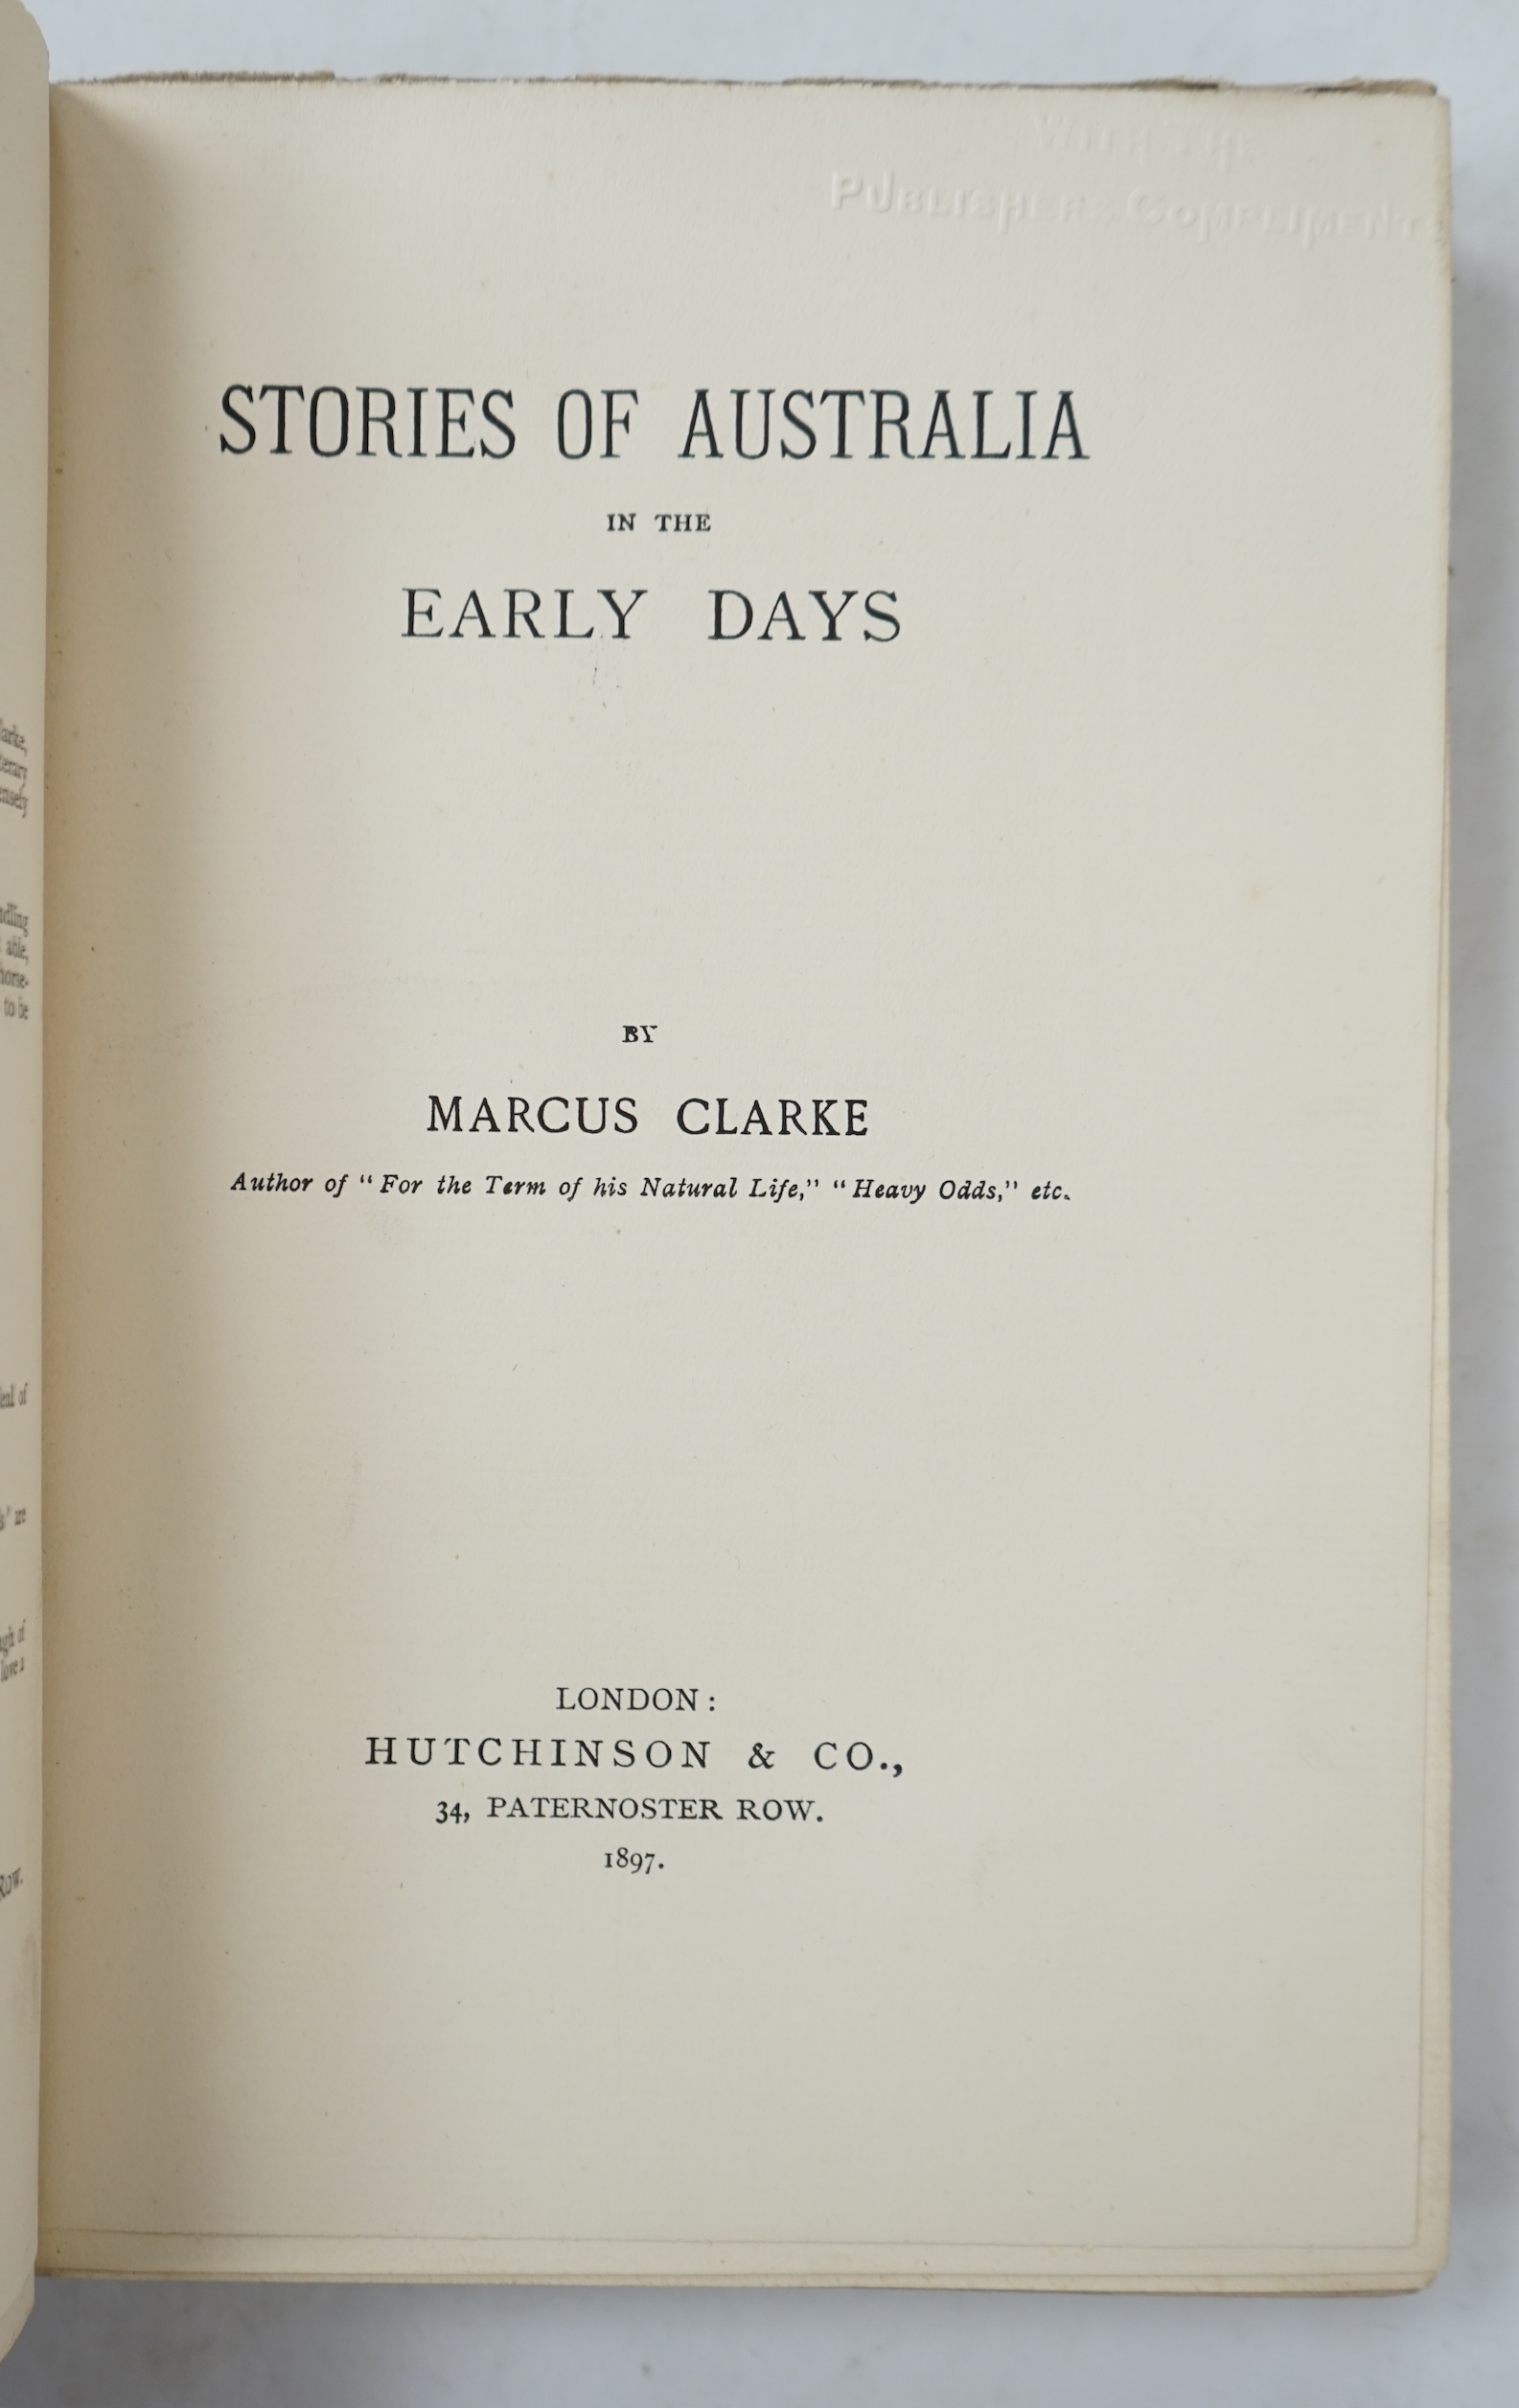 With the
Publishers Compliments
STORIES OF AUSTRALIA
IN THE
EARLY DAYS
BY
MARCUS CLARKE
Author of "For the Term of his Natural Life," "Heavy Odds," etc.
LONDON:
HUTCHINSON & CO.,
34, PATERNOSTER ROW.
1897.